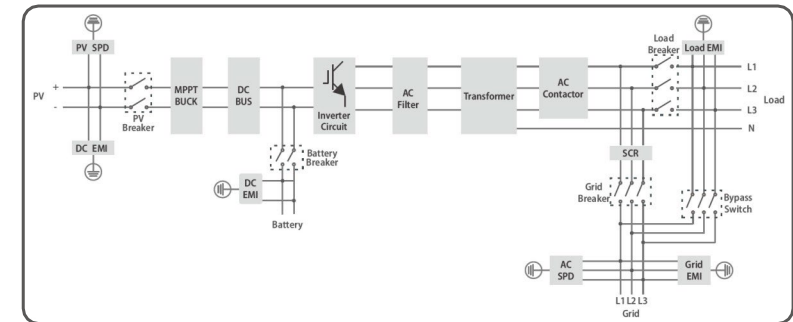 PV SPD
PV
+
-
PV
Breaker
DC EMI
MPPT
BUCK
DC
BUS
Inverter
Circuit
Battery
Breaker
DC
EMI
Battery
AC
Filter
Transformer
AC
Contactor
Load
Breaker
Load EMI
L1
L2
L3
N
Load
SCR
Grid
Breaker
Bypass
Switch
AC
SPD
Grid
EMI
L1 L2 L3
Grid